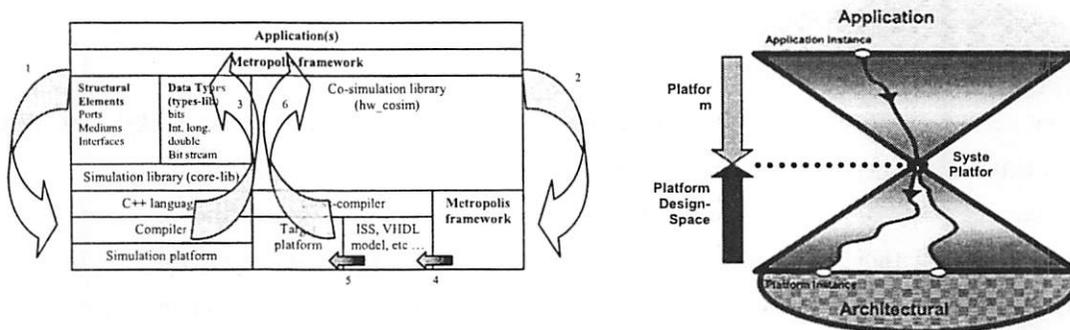 Application(s)
Metropolis framework
1
2
Structural
Elements
Ports
Mediums
Interfaces
Data Types
(types-lib)
bits
Int. long.
double
Bit stream
3
6
Co-simulation library
(hw_cosim)
Simulation library (core-lib)
C++ languag
-compiler
Metropolis
framework
Compiler
Simulation platform
Target
platform
ISS, VHDL
model, etc ...
5
4
Application
Application Instance
Platfor
m
Syste
Platfor
Platform
Design-
Space
Platform Instance
Architectural